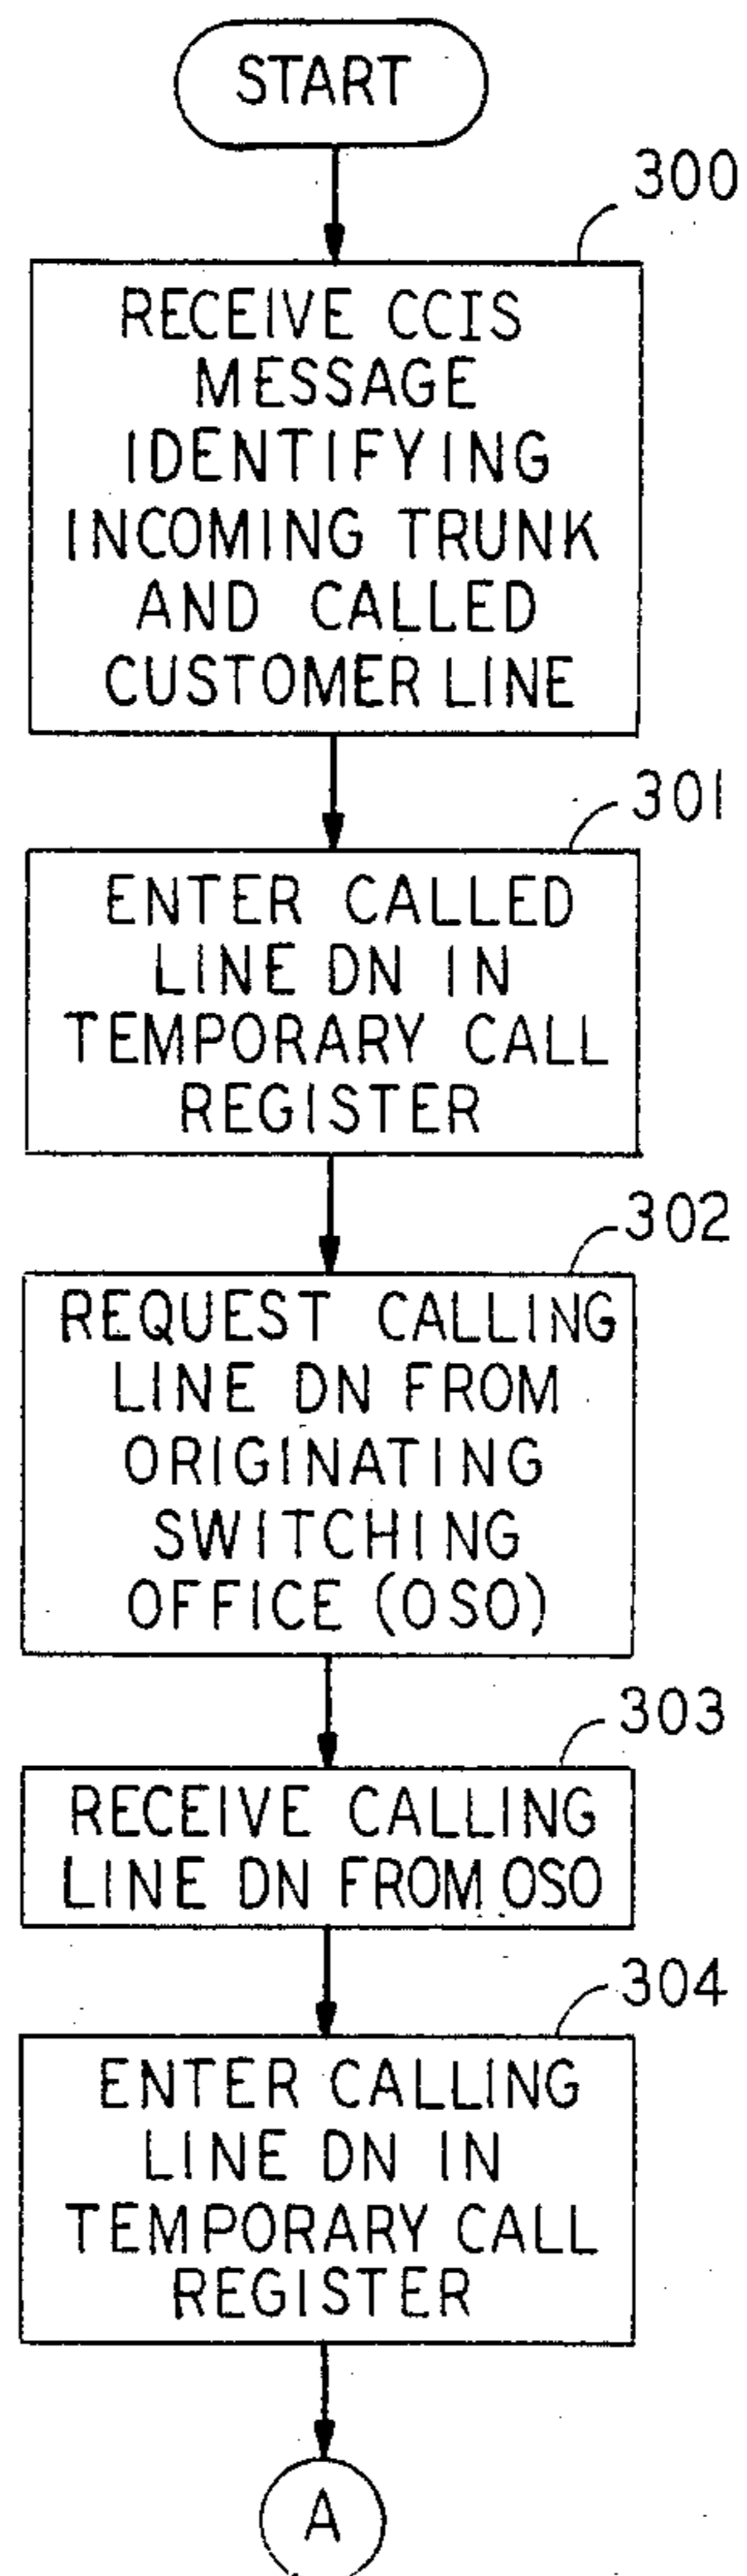 START
300
RECEIVE CCIS
MESSAGE
IDENTIFYING
INCOMING TRUNK
AND CALLED
CUSTOMER LINE
301
ENTER CALLED
LINE DN IN
TEMPORARY CALL
REGISTER
302
REQUEST CALLING
LINE DN FROM
ORIGINATING
SWITCHING
OFFICE (OSO)
303
RECEIVE CALLING
LINE DN FROM OSO
304
ENTER CALLING
LINE DN IN
TEMPORARY CALL
REGISTER
A